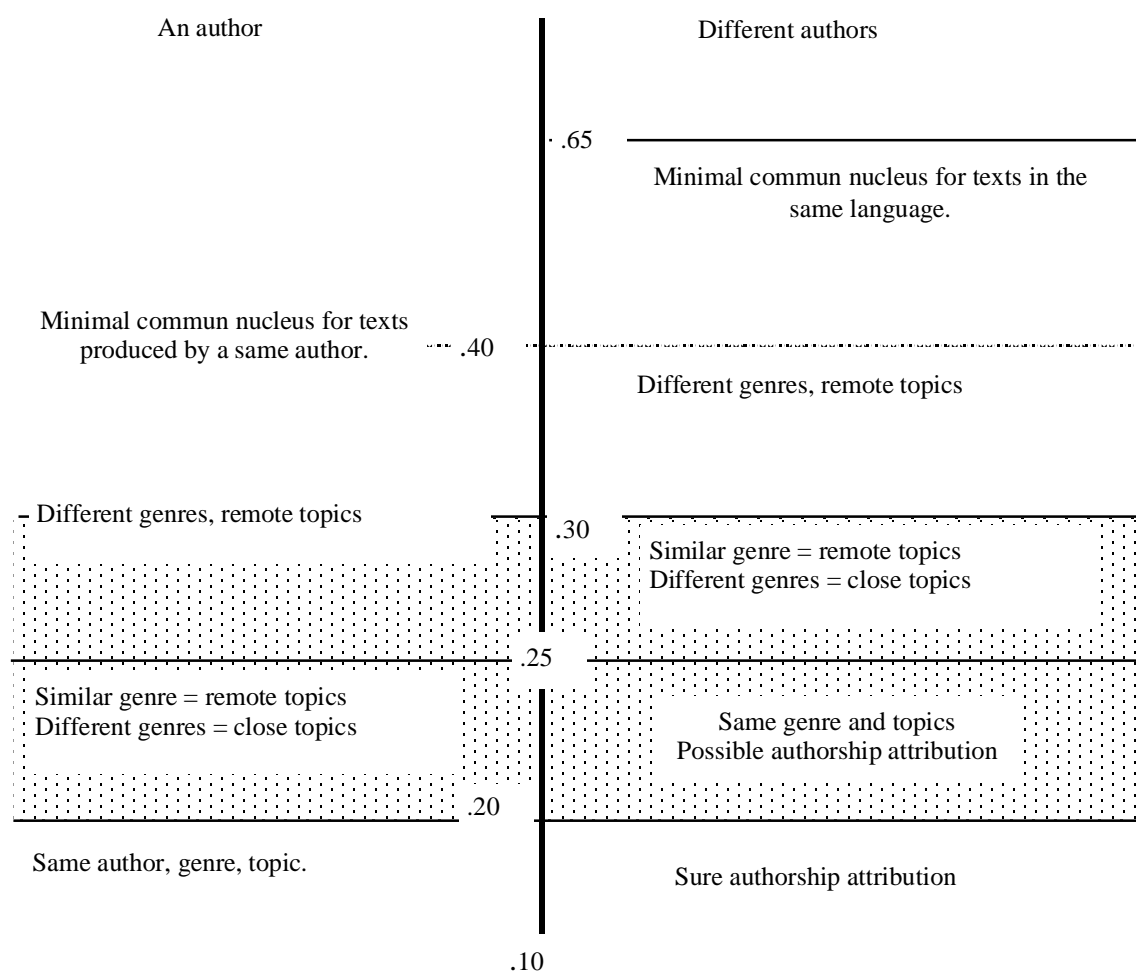 An author
Different authors
.65
Minimal commun nucleus for texts in the
same language.
Minimal commun nucleus for texts
produced by a same author.
.40
Different genres, remote topics
Different genres, remote topics
.30
Similar genre = remote topics
Different genres = close topics
.25
Similar genre = remote topics
Different genres = close topics
Same genre and topics
Possible authorship attribution
.20
Same author, genre, topic.
Sure authorship attribution
.10